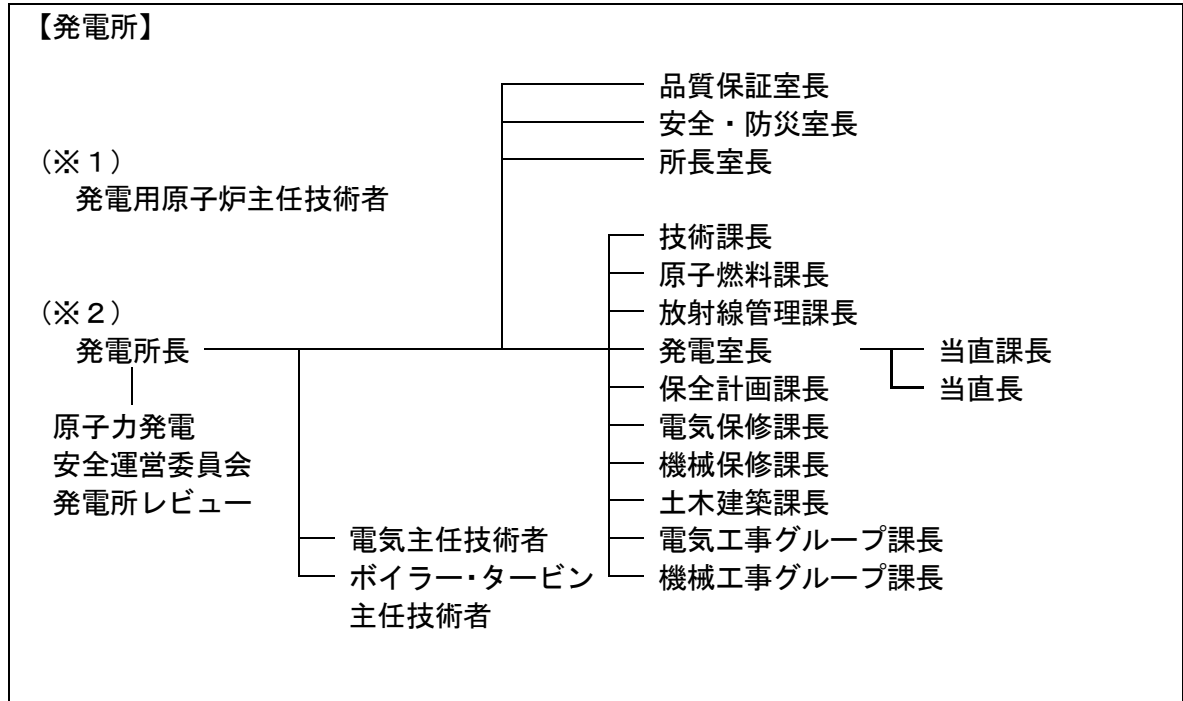 【発電所】
品質保証室長
安全・防災室長
(※１)
所長室長
発電用原子炉主任技術者
技術課長
原子燃料課長
(※２)
放射線管理課長
発電所長
発電室長
当直課長
保全計画課長
当直長
原子力発電
電気保修課長
安全運営委員会
機械保修課長
発電所レビュー
土木建築課長
電気主任技術者
電気工事グループ課長
ボイラー・タービン
機械工事グループ課長
主任技術者